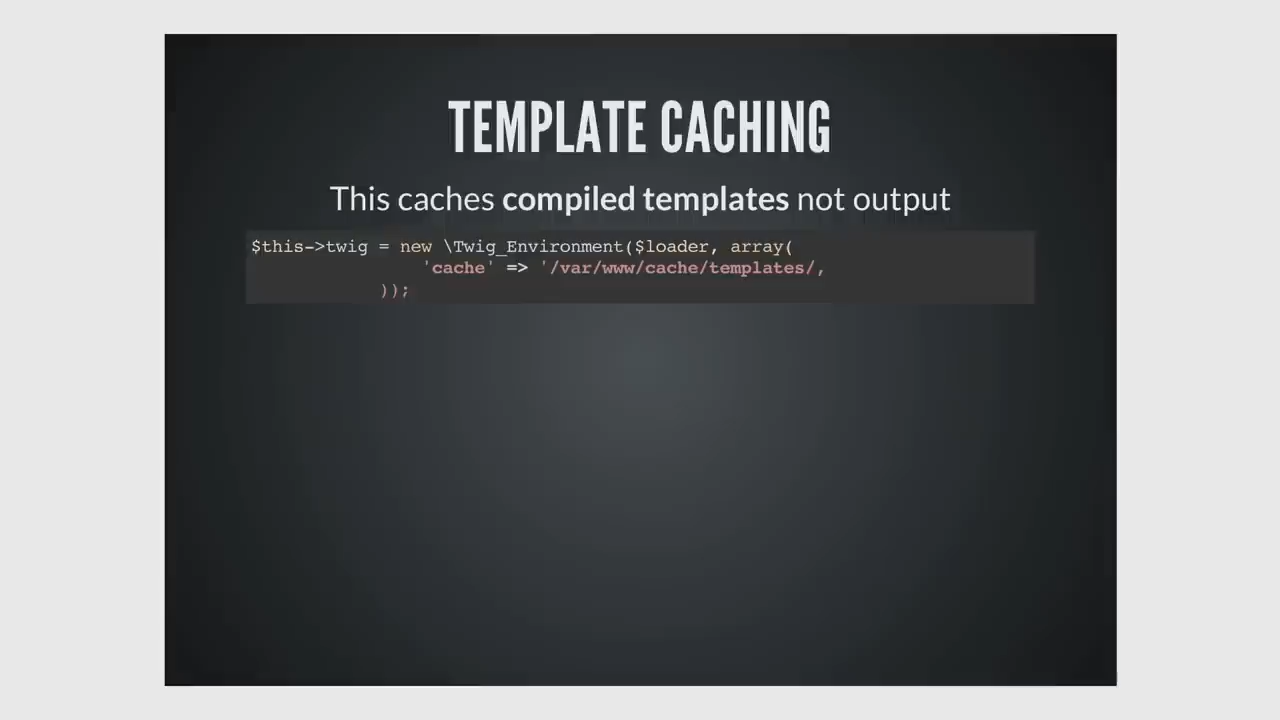 TEMPLATE CACHING
This caches compiled templates not output
$this->twig = new \Twig_Environment($loader, array(
'cache' => '/var/www/cache/templates/,
));